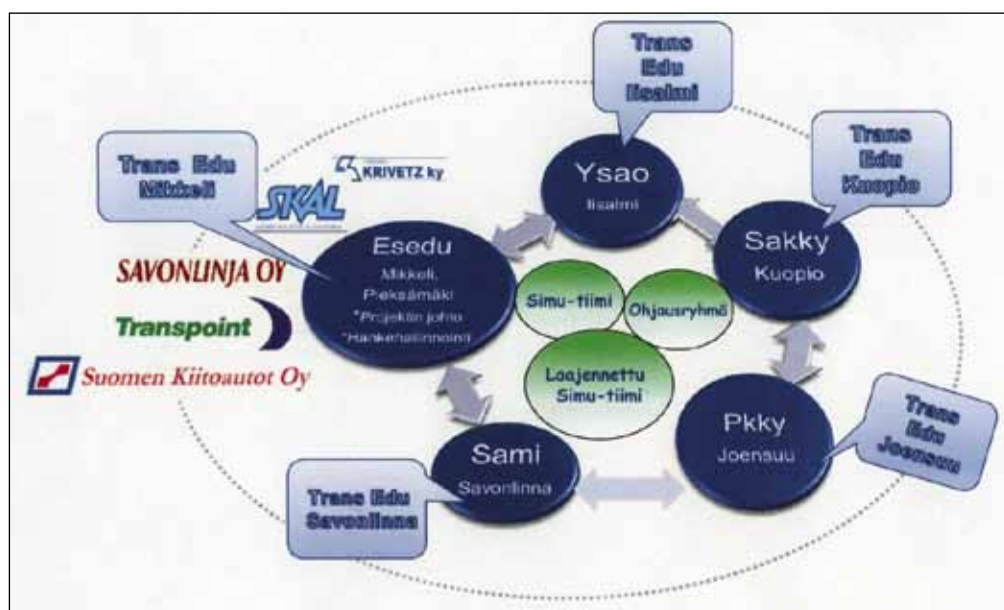 Trans
Edu
Iisalmi
Trans
Edu
Kuopio
Trans Edu
Mikkeli
KRIVETZ ky
SKAL
Ysao
Iisalmi
Esedu
Mikkeli,
Pieksämäki
*Projektin johto
*Hankehallinnointi
Sakky
Kuopio
SAVONLINJA OY
Transpoint
Suomen Kiitoautot Oy
Simu-tiimi
Ohjausryhmä
Laajennettu
Simu-tiimi
Pkky
Joensuu
Trans
Edu
Joensuu
Sami
Savonlinna
Trans Edu
Savonlinna